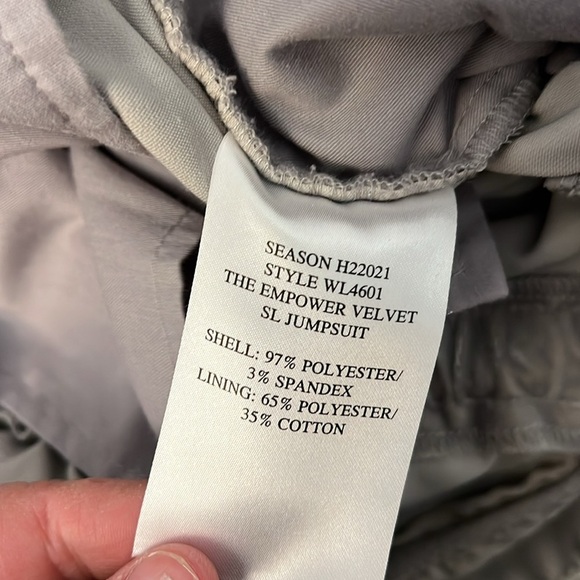 SEASON H22021
STYLE WL4601
THE EMPOWER VELVET
SL JUMPSUIT
SHELL: 97% POLYESTER/
3% SPANDEX
LINING: 65% POLYESTER/
35% COTTON